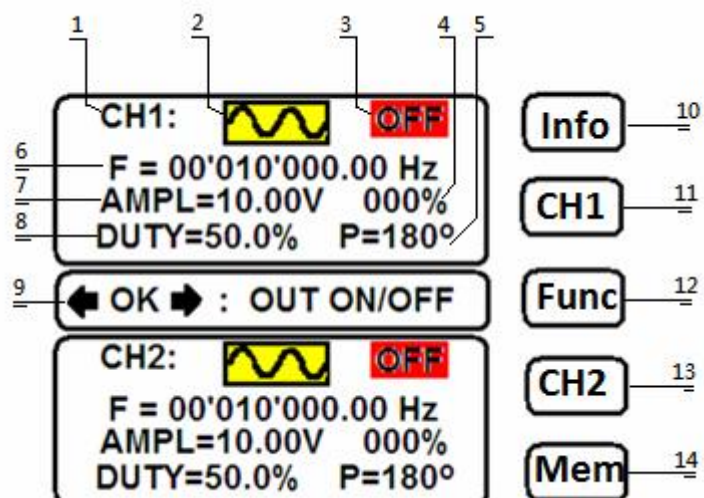 1 2 3 4 5
CH1: OFF
6 F = 00'010'000.00 Hz
7 AMPL=10.00V 000%
8 DUTY=50.0% P=180º
9 OK : OUT ON/OFF
CH2: OFF
F = 00'010'000.00 Hz
AMPL=10.00V 000%
DUTY=50.0% P=180º
Info 10
CH1 11
Func 12
CH2 13
Mem 14